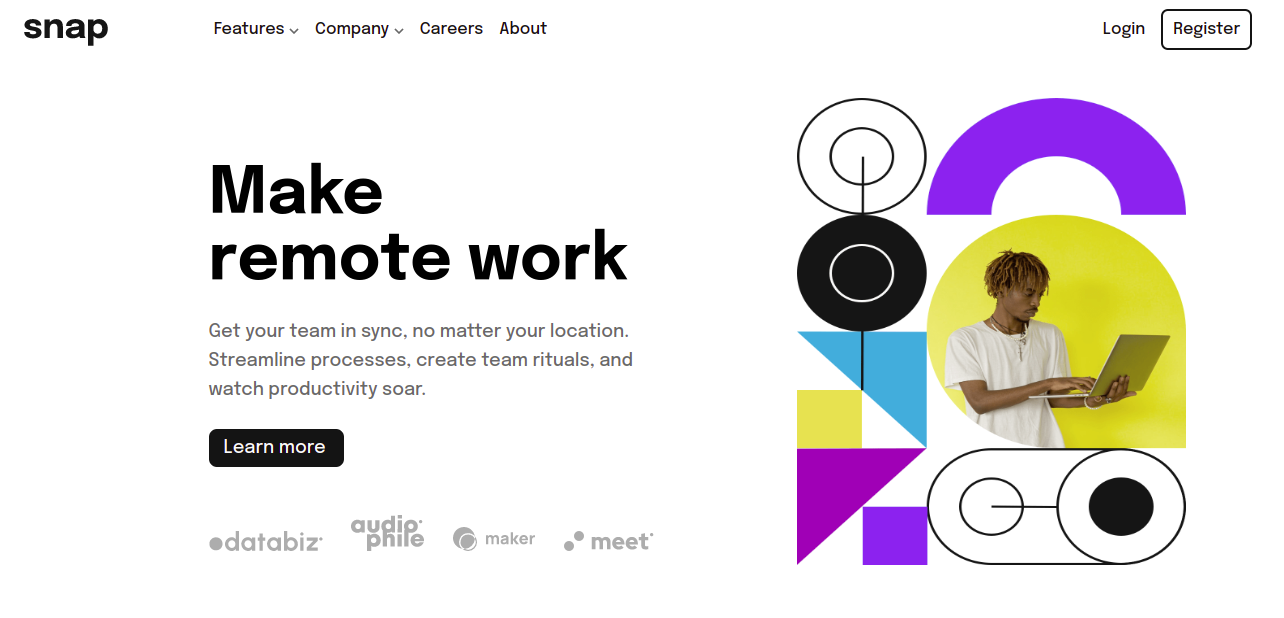 snap
Features
Company
Careers
About
Login
Register
Make
remote work
Get your team in sync, no matter your location.
Streamline processes, create team rituals, and
watch productivity soar.
Learn more
databiz
audio
phile
maker
meet